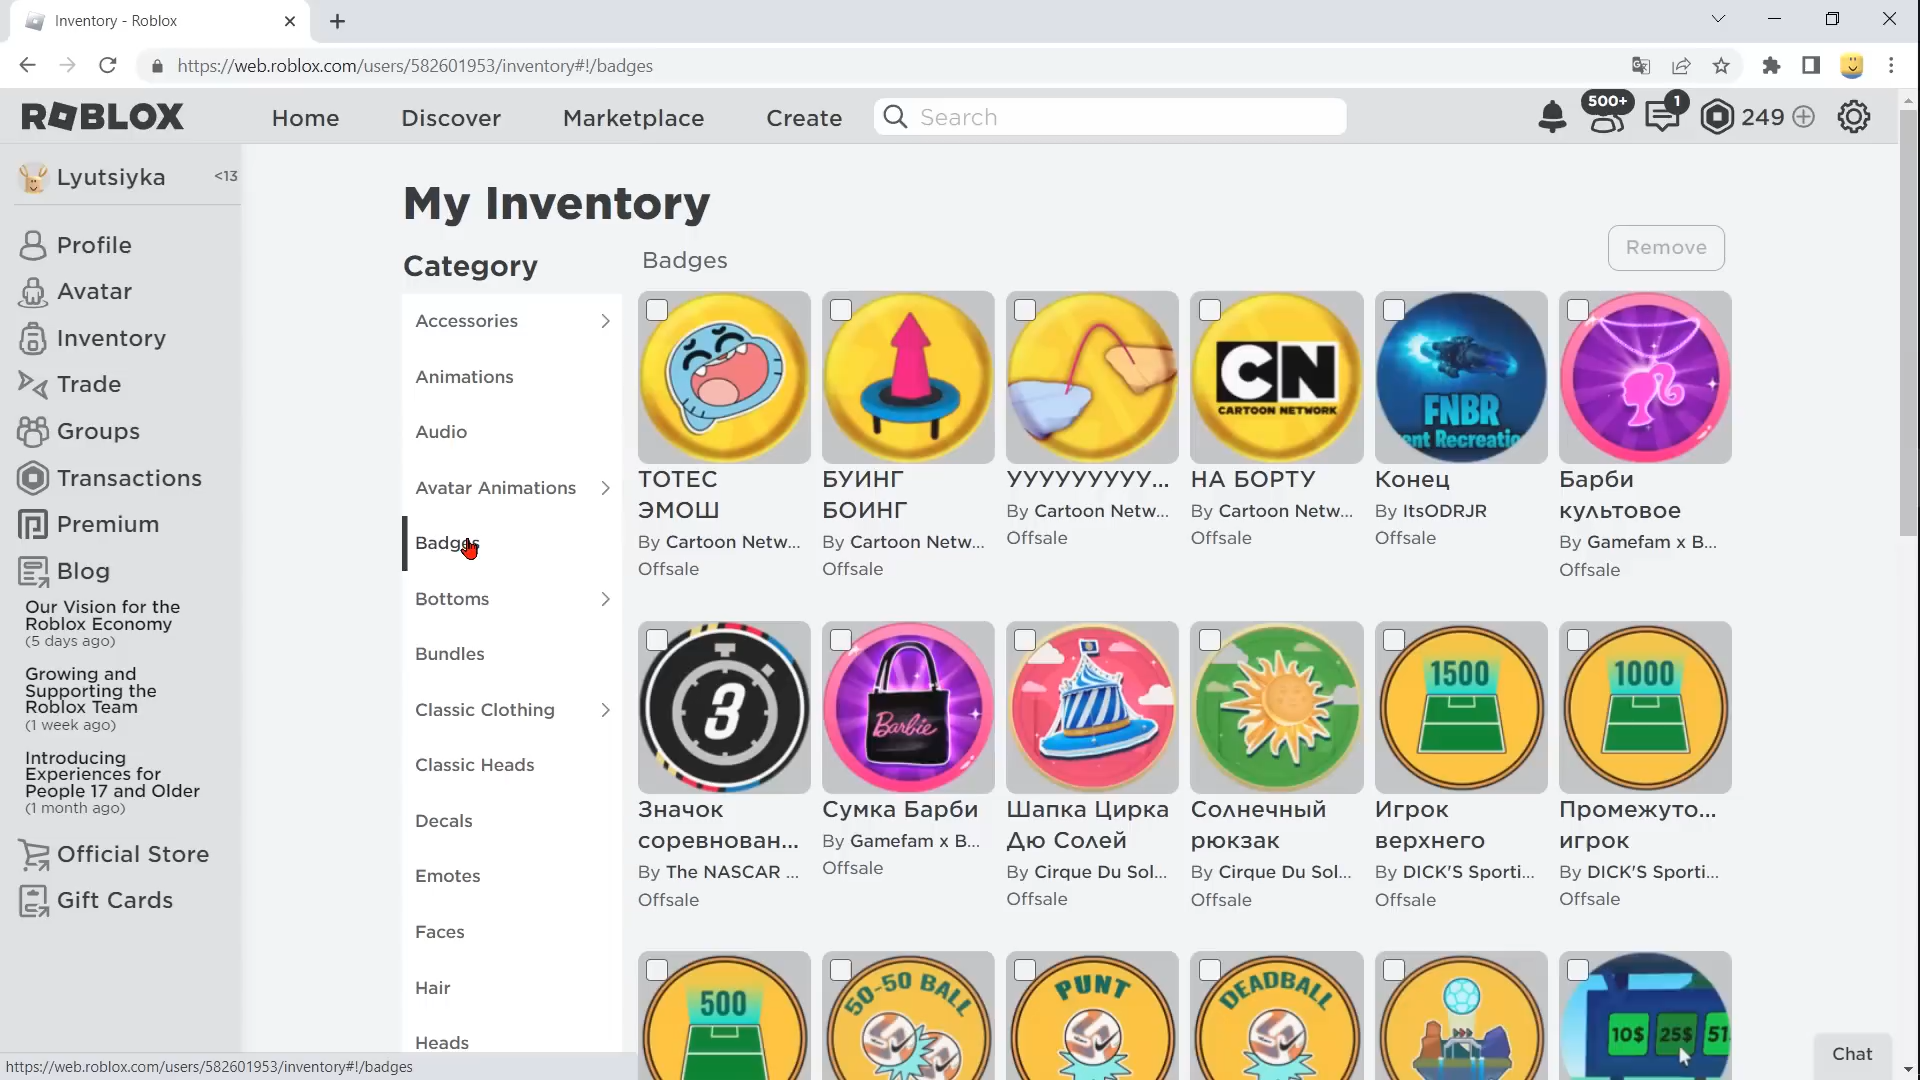 Inventory - Roblox
https://web.roblox.com/users/582601953/inventory#!/badges
ROBLOX
Home
Discover
Marketplace
Create
Search
500+
1
249
Lyutsiyka
<13
Profile
Avatar
Inventory
Trade
Groups
Transactions
Premium
Blog
Our Vision for the
Roblox Economy
(5 days ago)
Growing and
Supporting the
Roblox Team
(1 week ago)
Introducing
Experiences for
People 17 and Older
(1 month ago)
Official Store
Gift Cards
My Inventory
Category
Accessories
Animations
Audio
Avatar Animations
Badges
Bottoms
Bundles
Classic Clothing
Classic Heads
Decals
Emotes
Faces
Hair
Heads
Badges
Remove
CN
CARTOON NETWORK
FNBR
ent Recreatio
ТОТЕС
ЭМОШ
By Cartoon Netw...
Offsale
БУИНГ
БОИНГ
By Cartoon Netw...
Offsale
УУУУУУУУУ...
By Cartoon Netw...
Offsale
НА БОРТУ
By Cartoon Netw...
Offsale
Конец
By ItsODRJR
Offsale
Барби
культовое
By Gamefam x B...
Offsale
3
Barbie
1500
1000
Значок
соревнован...
By The NASCAR ...
Offsale
Сумка Барби
By Gamefam x B...
Offsale
Шапка Цирка
Дю Солей
By Cirque Du Sol...
Offsale
Солнечный
рюкзак
By Cirque Du Sol...
Offsale
Игрок
верхнего
By DICK'S Sporti...
Offsale
Промежуто...
игрок
By DICK'S Sporti...
Offsale
500
50-50 BALL
PUNT
DEADBALL
10$
25$
51
Chat
https://web.roblox.com/users/582601953/inventory#!/badges